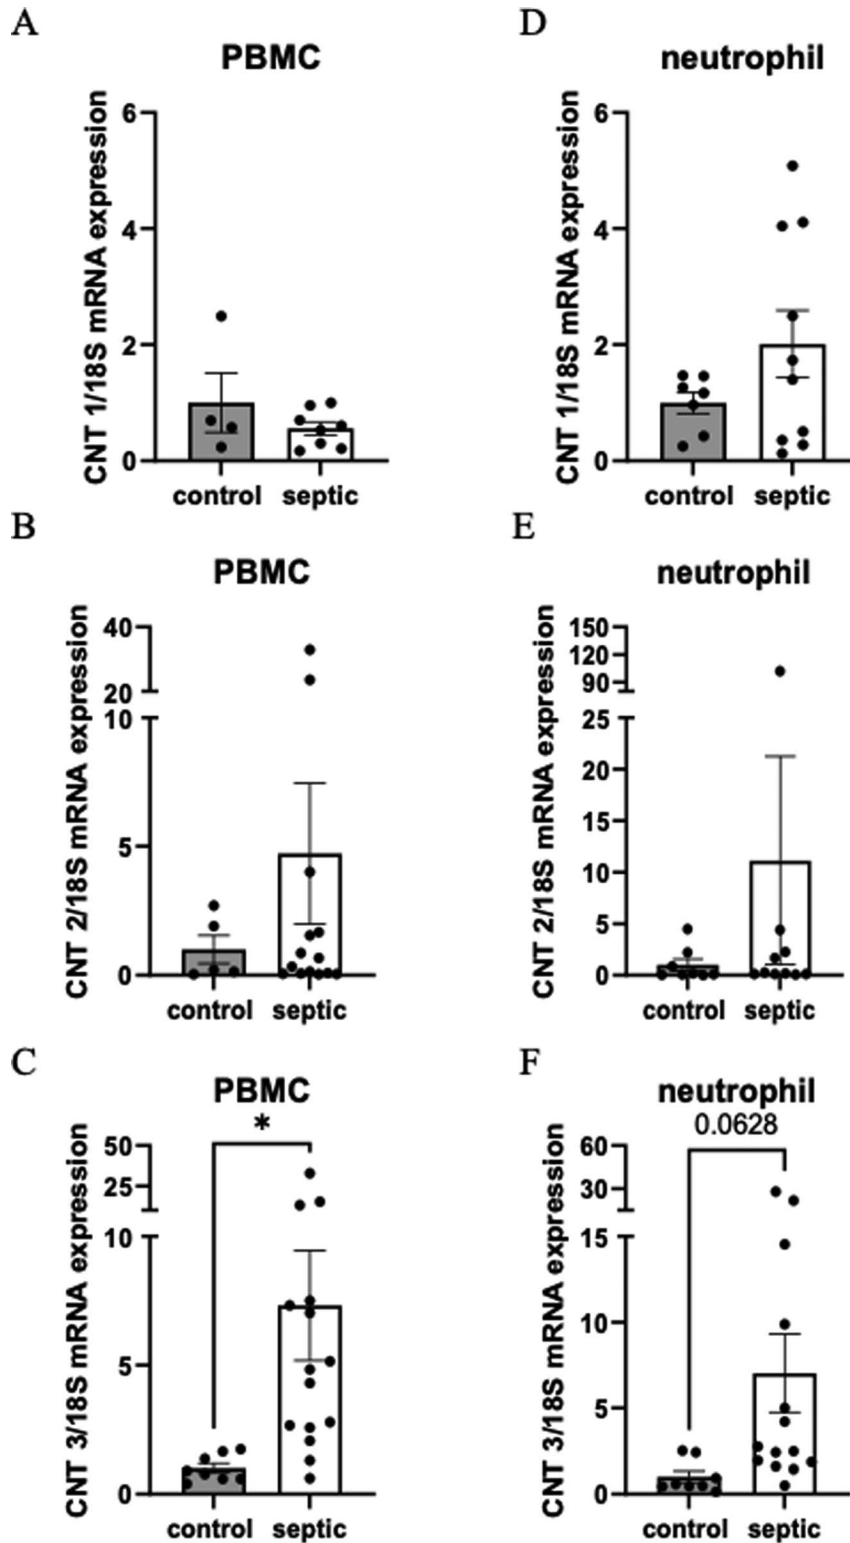 A
PBMC
CNT 1/18S mRNA expression
6
4
2
0
control septic
D
neutrophil
CNT 1/18S mRNA expression
6
4
2
0
control septic
B
PBMC
CNT 2/18S mRNA expression
40
20
10
5
0
control septic
E
neutrophil
CNT 2/18S mRNA expression
150
120
90
25
20
15
10
5
0
control septic
C
PBMC
*
CNT 3/18S mRNA expression
50
25
10
5
0
control septic
F
neutrophil
0.0628
CNT 3/18S mRNA expression
60
30
15
10
5
0
control septic